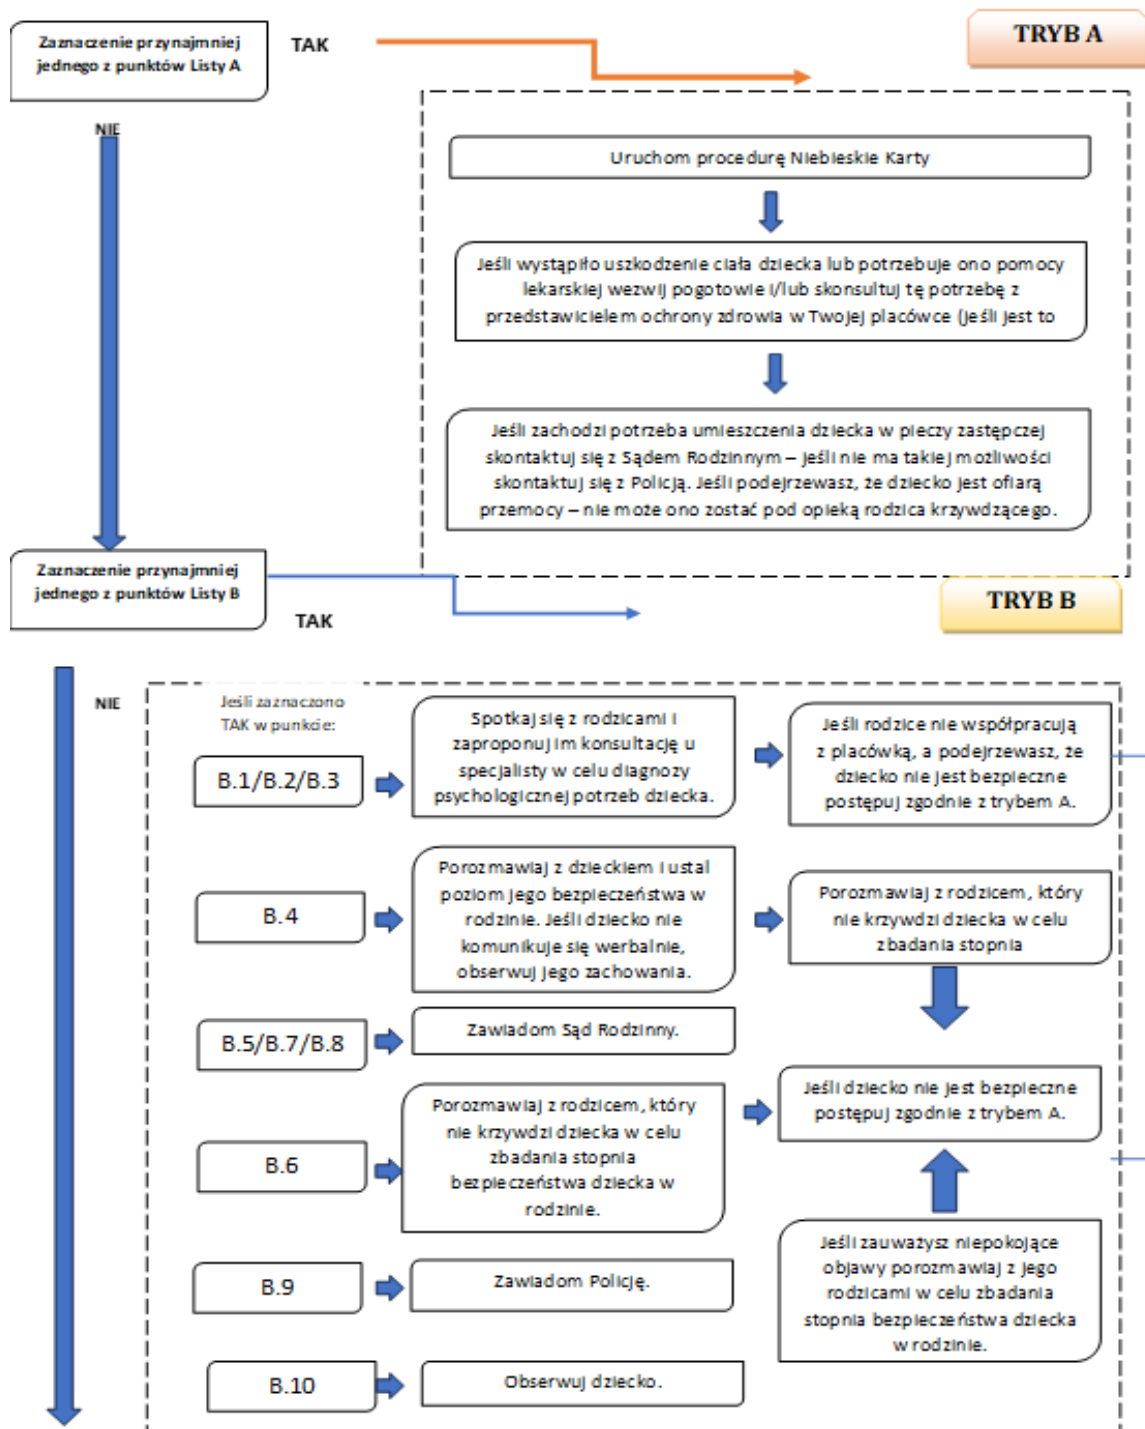 Zaznaczenie przynajmniej
jednego z punktów Listy A
TAK
TRYB A
NIE
Uruchom procedurę Niebieskie Karty
Jeśli wystąpiło uszkodzenie ciała dziecka lub potrzebuje ono pomocy
lekarskiej wezwij pogotowie i/lub skonsultuj tę potrzebę z
przedstawicielem ochrony zdrowia w Twojej placówce (jeśli jest to
Jeśli zachodzi potrzeba umieszczenia dziecka w pieczy zastępczej
skontaktuj się z Sądem Rodzinnym – jeśli nie ma takiej możliwości
skontaktuj się z Policją. Jeśli podejrzewasz, że dziecko jest ofiarą
przemocy – nie może ono zostać pod opieką rodzica krzywdzącego.
Zaznaczenie przynajmniej
jednego z punktów Listy B
TAK
TRYB B
NIE
Jeśli zaznaczono
TAK w punkcie:
B.1/B.2/B.3
Spotkaj się z rodzicami i
zaproponuj im konsultację u
specjalisty w celu diagnozy
psychologicznej potrzeb dziecka.
Jeśli rodzice nie współpracują
z placówką, a podejrzewasz, że
dziecko nie jest bezpieczne
postępuj zgodnie z trybem A.
B.4
Porozmawiaj z dzieckiem i ustal
poziom jego bezpieczeństwa w
rodzinie. Jeśli dziecko nie
komunikuje się werbalnie,
obserwuj jego zachowania.
Porozmawiaj z rodzicem, który
nie krzywdzi dziecka w celu
zbadania stopnia
B.5/B.7/B.8
Zawiadom Sąd Rodzinny.
Jeśli dziecko nie jest bezpieczne
postępuj zgodnie z trybem A.
B.6
Porozmawiaj z rodzicem, który
nie krzywdzi dziecka w celu
zbadania stopnia
bezpieczeństwa dziecka w
rodzinie.
Jeśli zauważysz niepokojące
objawy porozmawiaj z jego
rodzicami w celu zbadania
stopnia bezpieczeństwa dziecka
w rodzinie.
B.9
Zawiadom Policję.
B.10
Obserwuj dziecko.